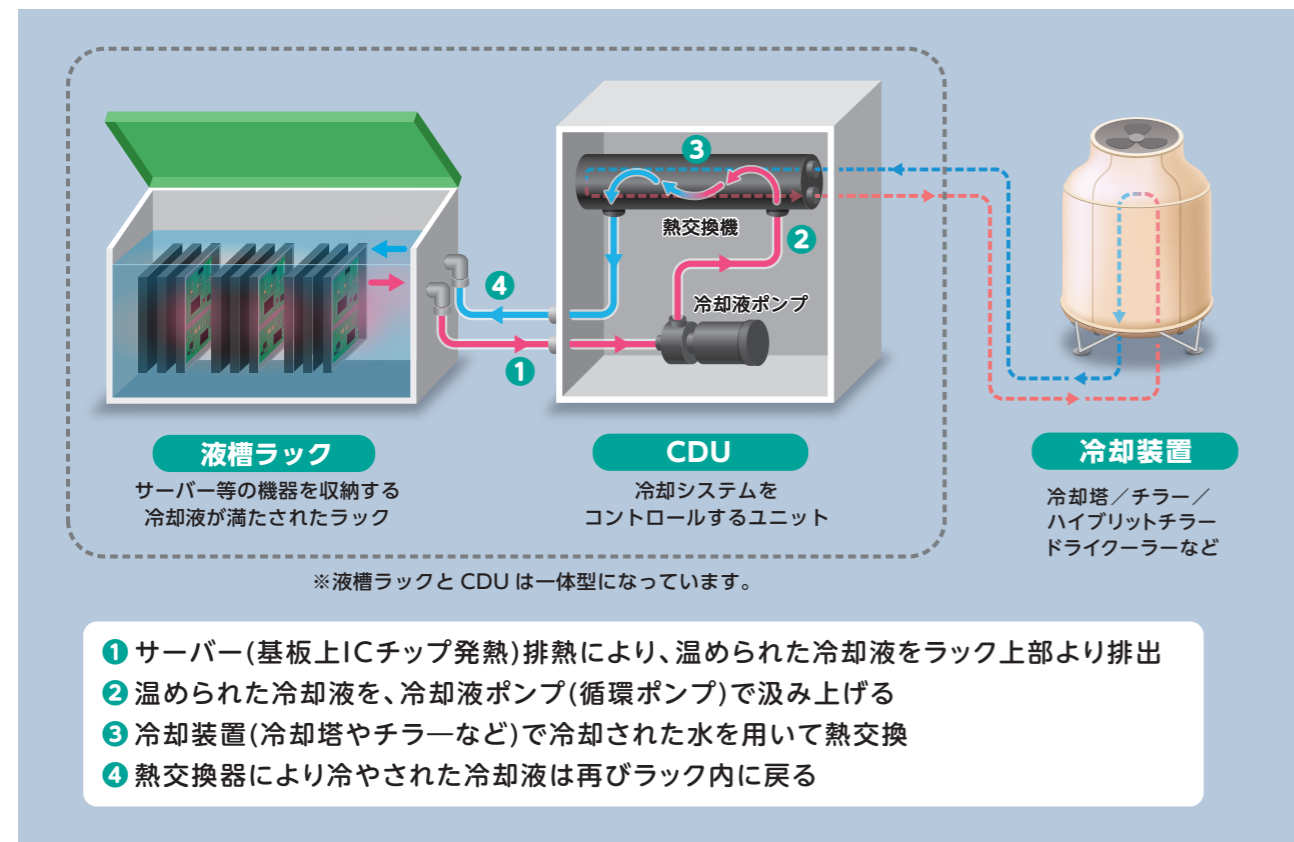 3
熱交換機
2
4
冷却液ポンプ
1
液槽ラック
サーバー等の機器を収納する
冷却液が満たされたラック
CDU
冷却システムを
コントロールするユニット
冷却装置
冷却塔／チラー／
ハイブリットチラー
ドライクーラーなど
※液槽ラックと CDU は一体型になっています。
1 サーバー(基板上ICチップ発熱)排熱により、温められた冷却液をラック上部より排出
2 温められた冷却液を、冷却液ポンプ(循環ポンプ)で汲み上げる
3 冷却装置(冷却塔やチラ―など)で冷却された水を用いて熱交換
4 熱交換器により冷やされた冷却液は再びラック内に戻る